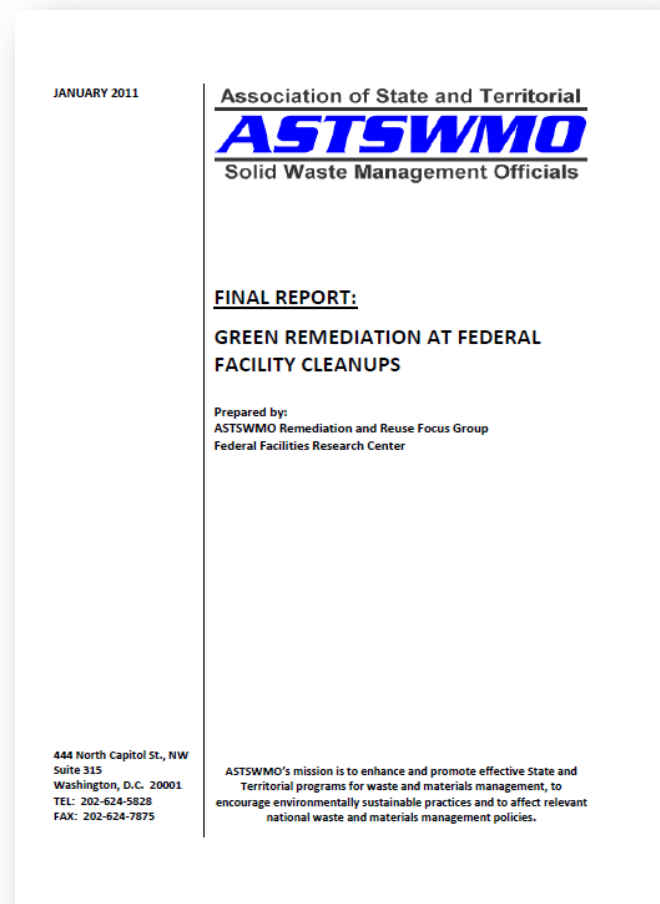 JANUARY 2011
Association of State and Territorial
ASTSWMO
Solid Waste Management Officials
FINAL REPORT:
GREEN REMEDIATION AT FEDERAL
FACILITY CLEANUPS
Prepared by:
ASTSWMO Remediation and Reuse Focus Group
Federal Facilities Research Center
444 North Capitol St., NW
Suite 315
Washington, D.C.  20001
TEL:  202-624-5828
FAX:  202-624-7875
ASTSWMO's mission is to enhance and promote effective State and
Territorial programs for waste and materials management, to
encourage environmentally sustainable practices and to affect relevant
national waste and materials management policies.